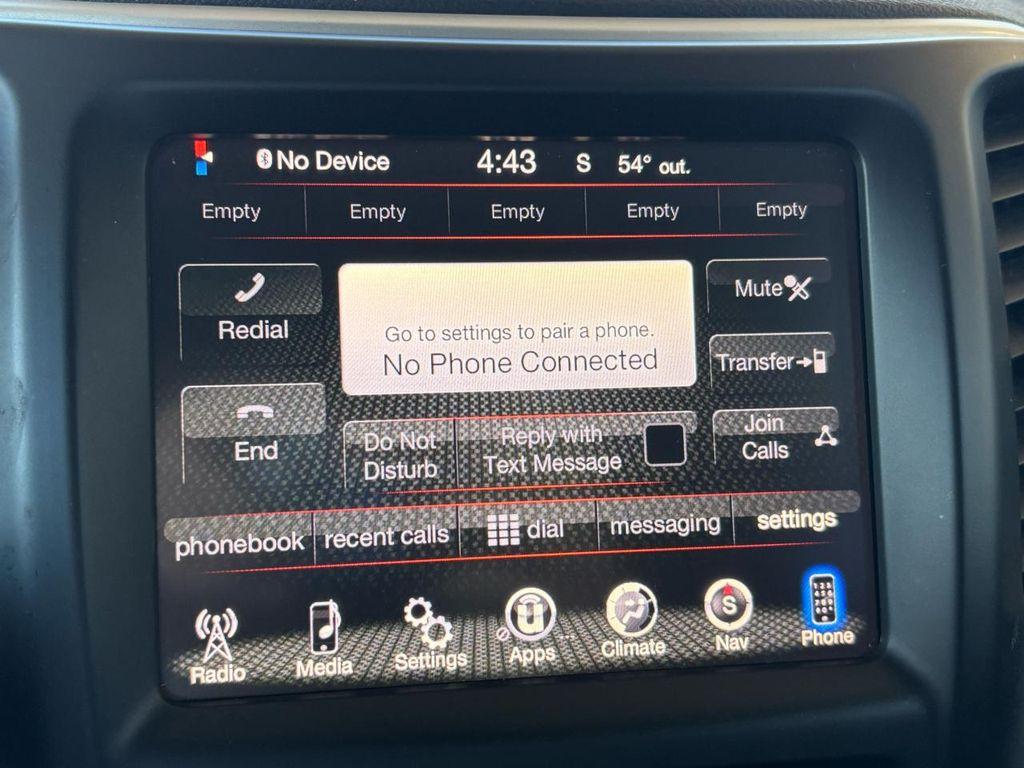 No Device 4:43 S 54° out.
Empty Empty Empty Empty Empty
Redial
Go to settings to pair a phone.
No Phone Connected
Mute
Transfer
End
Do Not
Disturb
Reply with
Text Message
Join
Calls
phonebook recent calls dial messaging settings
S
Radio Media Settings Apps Climate Nav Phone